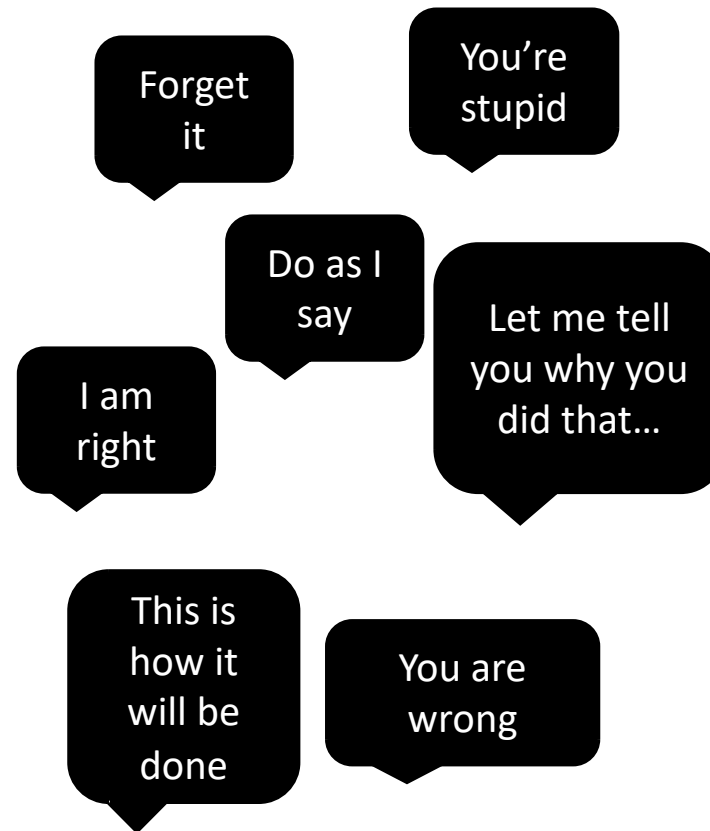 Forget
it
You’re
stupid
Do as I
say
Let me tell
you why you
did that…
I am
right
This is
how it
will be
done
You are
wrong